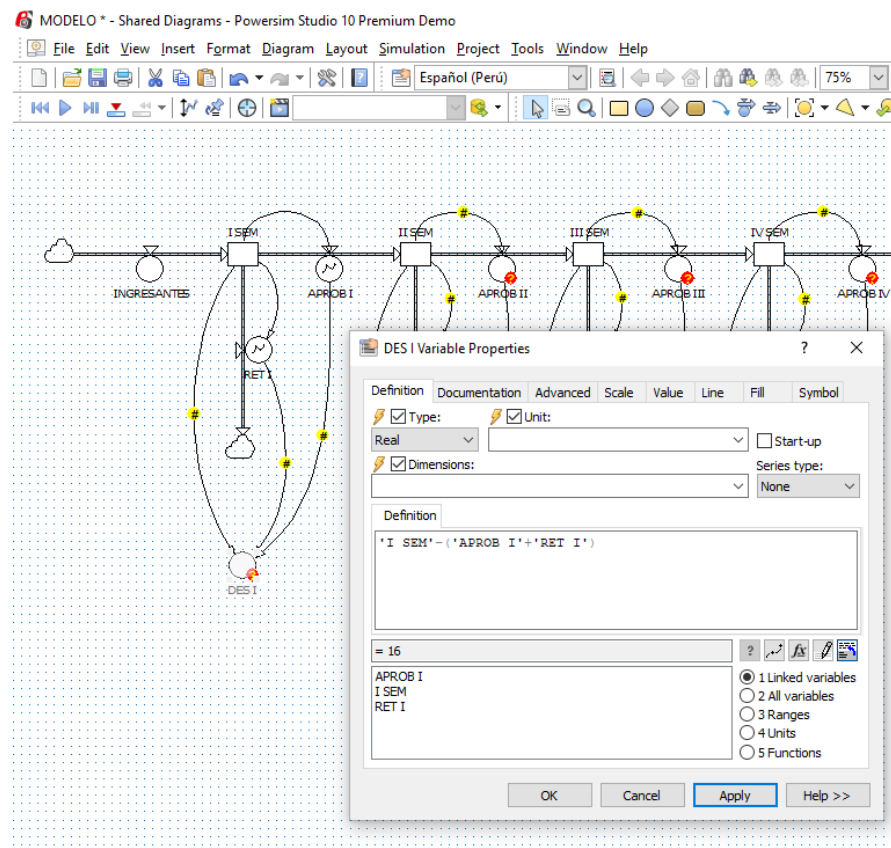 MODELO * - Shared Diagrams - Powersim Studio 10 Premium Demo
File Edit View Insert Format Diagram Layout Simulation Project Tools Window Help
Español (Perú) 75%
I SEM II SEM III SEM IV SEM
# # #
INGRESANTES APROB I APROB II APROB III APROB IV
? ? ? ?
# # #
RET I
#
#
#
?
DES I
DES I Variable Properties ?
Definition Documentation Advanced Scale Value Line Fill Symbol
Type: Unit:
Real Start-up
Dimensions: Series type:
None
Definition
'I SEM'-('APROB I'+'RET I')
= 16 ? fx
APROB I
I SEM
RET I
1 Linked variables
2 All variables
3 Ranges
4 Units
5 Functions
OK Cancel Apply Help >>